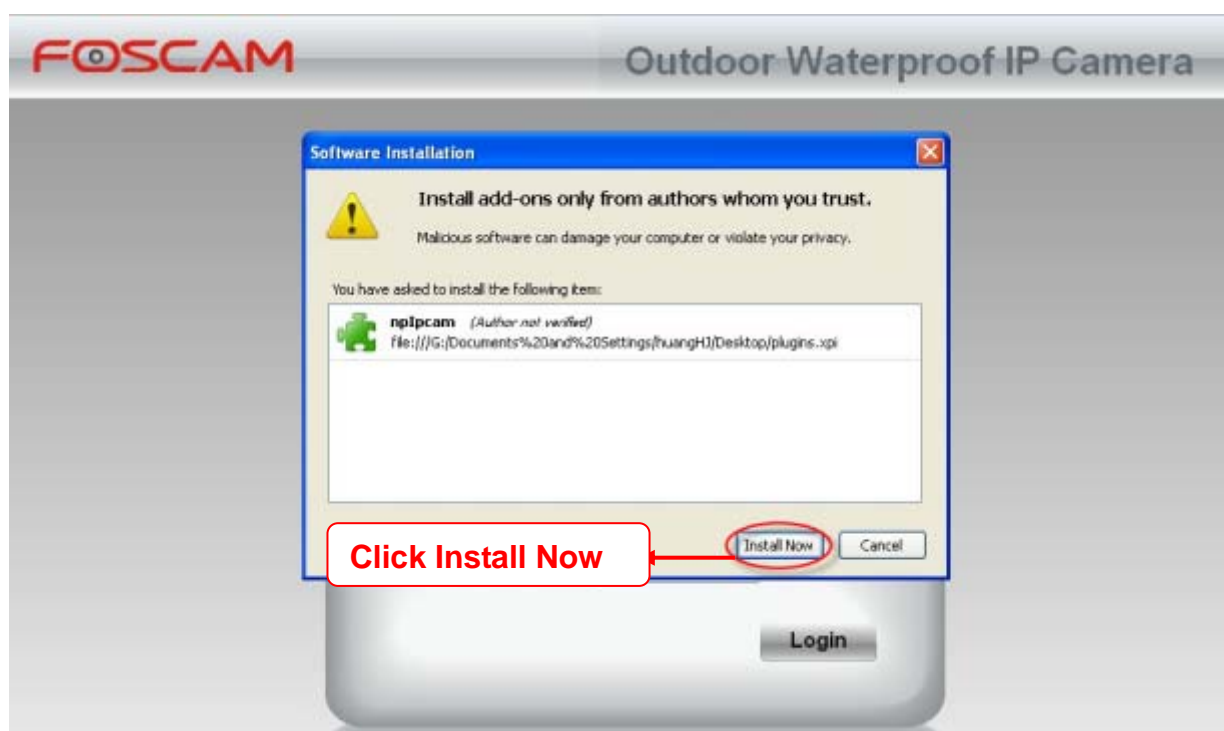 FOSCAM
Outdoor Waterproof IP Camera
Software Installation
Install add-ons only from authors whom you trust.
Malicious software can damage your computer or violate your privacy.
You have asked to install the following item:
npIpcam (Author not verified)
file:///G:/Documents%20and%20Settings/huangHJ/Desktop/plugins.xpi
Click Install Now
Install Now
Cancel
Login